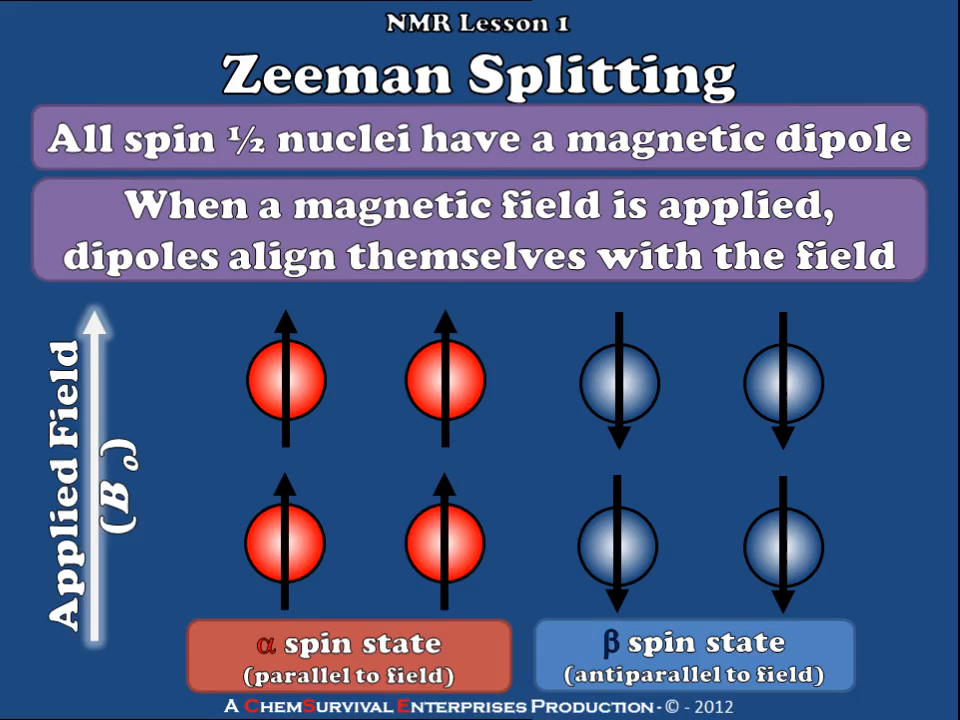 NMR Lesson 1
Zeeman Splitting
All spin ½ nuclei have a magnetic dipole
When a magnetic field is applied,
dipoles align themselves with the field
Applied Field
(B₀)
α spin state
(parallel to field)
β spin state
(antiparallel to field)
A ChemSurvival Enterprises Production - © - 2012